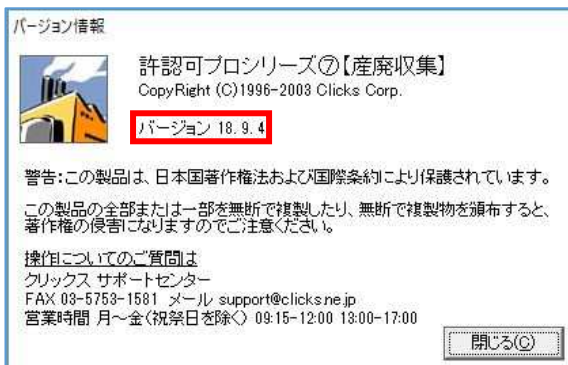 バージョン情報
許認可プロシリーズ⑦【産廃収集】
CopyRight (C)1996-2003 Clicks Corp.
バージョン 18.9.4
警告:この製品は、日本国著作権法および国際条約により保護されています。
この製品の全部または一部を無断で複製したり、無断で複製物を頒布すると、
著作権の侵害になりますのでご注意ください。
操作についてのご質問は
クリックス サポートセンター
FAX 03-5753-1581 メール support@clicks.ne.jp
営業時間 月～金(祝祭日を除く) 09:15-12:00 13:00-17:00
閉じる(C)